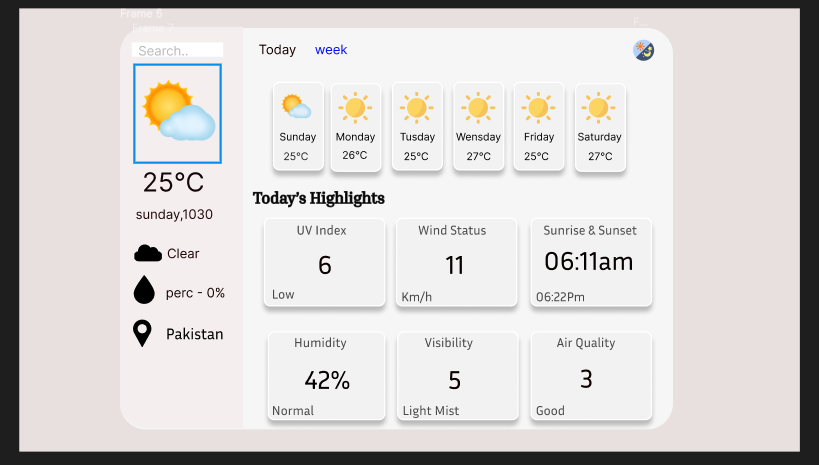 Frame 6
Frame 7
P...
Search..
25°C
sunday,1030
Clear
perc - 0%
Pakistan
Today week
Sunday
25°C
Monday
26°C
Tusday
25°C
Wensday
27°C
Friday
25°C
Saturday
27°C
Today's Highlights
UV Index
6
Low
Wind Status
11
Km/h
Sunrise & Sunset
06:11am
06:22Pm
Humidity
42%
Normal
Visibility
5
Light Mist
Air Quality
3
Good